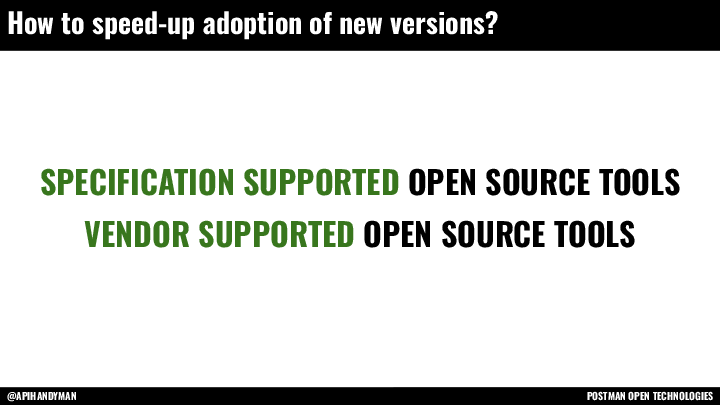 How to speed-up adoption of new versions?
SPECIFICATION SUPPORTED OPEN SOURCE TOOLS
VENDOR SUPPORTED OPEN SOURCE TOOLS
@APIHANDYMAN
POSTMAN OPEN TECHNOLOGIES